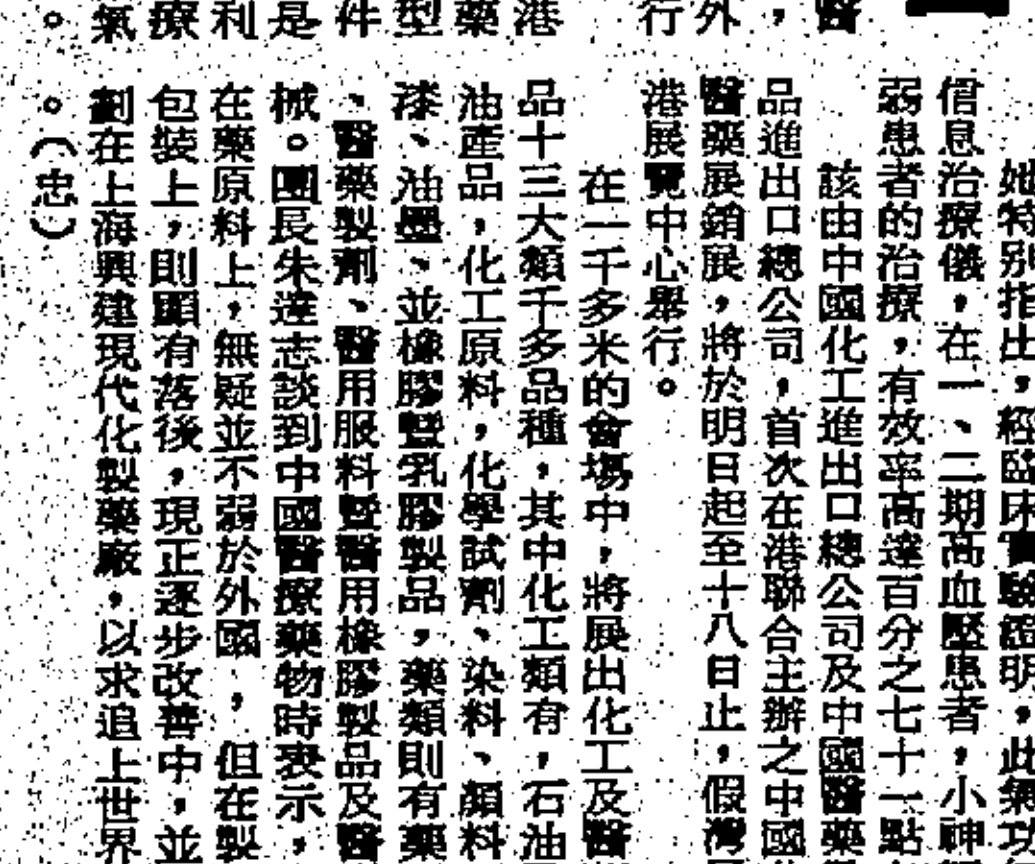 她特別指出，經臨床實驗證明，此氣功
信息治療儀，在一、二期高血壓患者，小神
弱患者的治療，有效率高達百分之七十一點
醫
該由中國化工進出口總公司及中國醫藥
，
品進出口總公司，首次在港聯合主辦之中國
外
醫藥展銷展，將於明日起至十八日止，假灣
行
港展覽中心舉行。
在一千多米的會場中，將展出化工及醫
港
品十三大類千多品種，其中化工類有，石油
藥
油產品，化工原料，化學試劑、染料、顏料
型
漆、油墨、並橡膠暨乳膠製品，藥類則有藥
件
、醫藥製劑、醫用服料暨醫用橡膠製品及醫
是
械。團長朱達志談到中國醫療藥物時表示，
利
在藥原料上，無疑並不弱於外國，但在製
療
包裝上，則顯有落後，現正逐步改善中，並
氣
劃在上海興建現代化製藥廠，以求追上世界
。
。（忠）